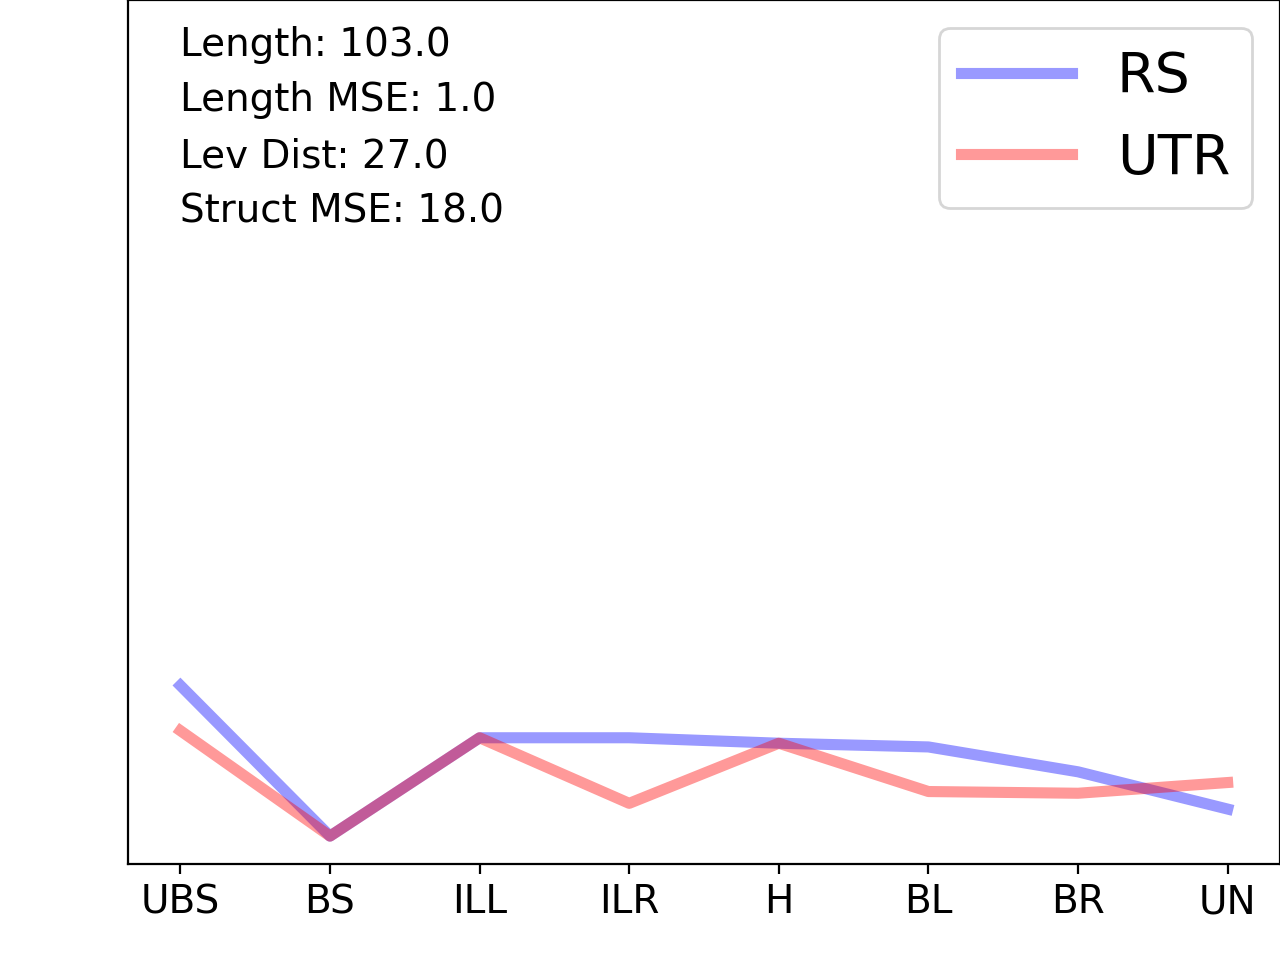 Length: 103.0
Length MSE: 1.0
Lev Dist: 27.0
Struct MSE: 18.0
RS
UTR
UBS BS ILL ILR H BL BR UN